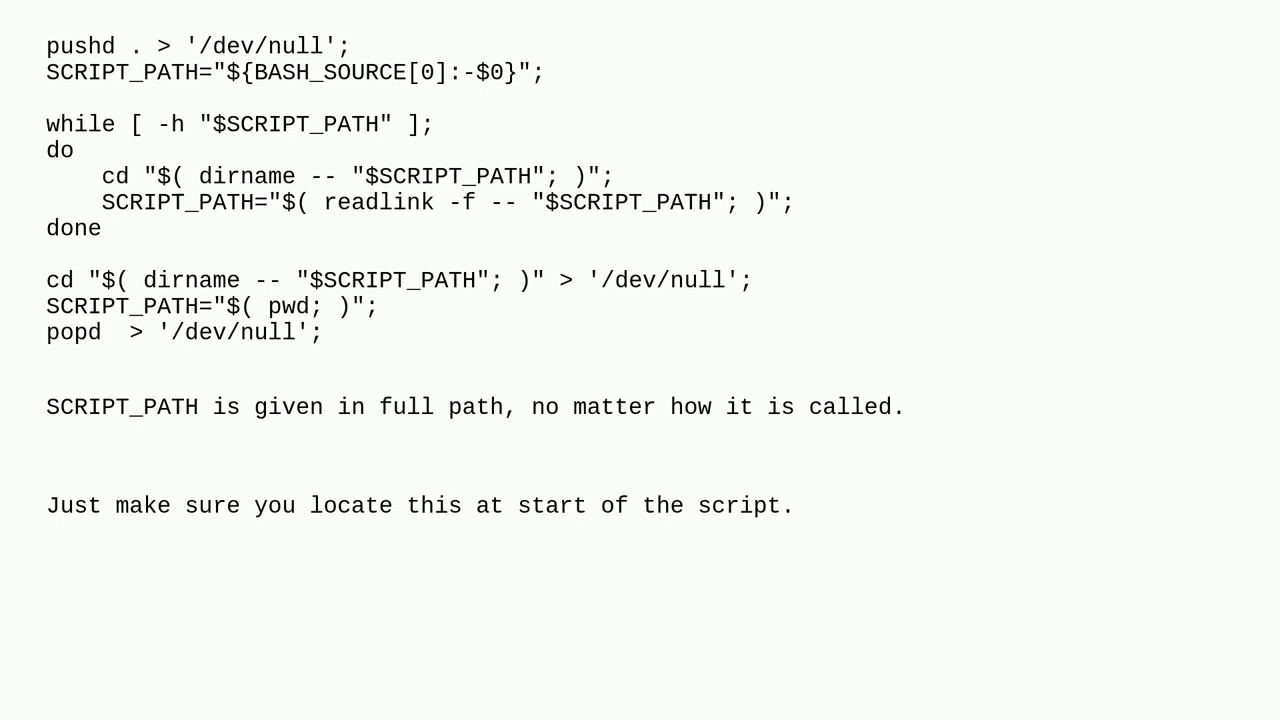 pushd . > '/dev/null';
SCRIPT_PATH="${BASH_SOURCE[0]:-$0}";
while [ -h "$SCRIPT_PATH" ];
do
    cd "$( dirname -- "$SCRIPT_PATH"; )";
    SCRIPT_PATH="$( readlink -f -- "$SCRIPT_PATH"; )";
done
cd "$( dirname -- "$SCRIPT_PATH"; )" > '/dev/null';
SCRIPT_PATH="$( pwd; )";
popd  > '/dev/null';
SCRIPT_PATH is given in full path, no matter how it is called.
Just make sure you locate this at start of the script.